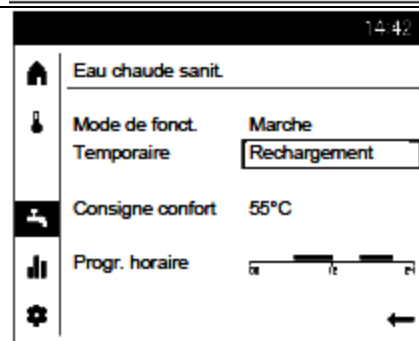 14:42
Eau chaude sanit.
Mode de fonct. Marche
Temporaire Rechargement
Consigne confort 55°C
Progr. horaire